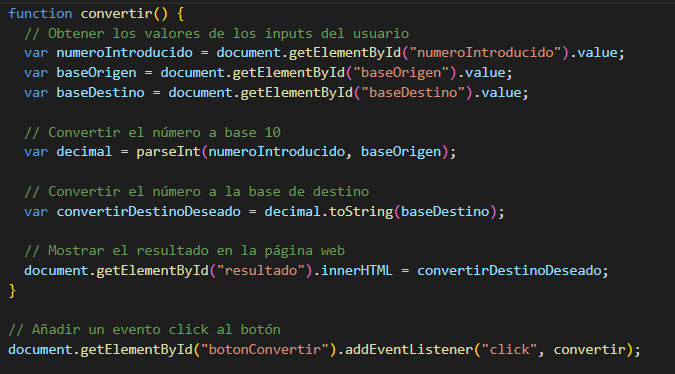 function convertir() {
// Obtener los valores de los inputs del usuario
var numeroIntroducido = document.getElementById("numeroIntroducido").value;
var baseOrigen = document.getElementById("baseOrigen").value;
var baseDestino = document.getElementById("baseDestino").value;
// Convertir el número a base 10
var decimal = parseInt(numeroIntroducido, baseOrigen);
// Convertir el número a la base de destino
var convertirDestinoDeseado = decimal.toString(baseDestino);
// Mostrar el resultado en la página web
document.getElementById("resultado").innerHTML = convertirDestinoDeseado;
}
// Añadir un evento click al botón
document.getElementById("botonConvertir").addEventListener("click", convertir);